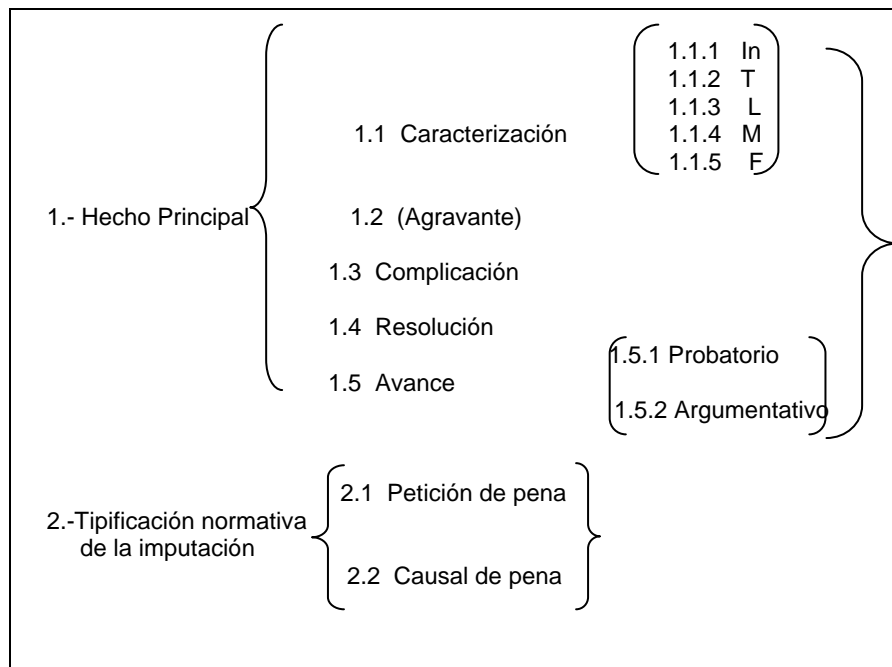 1.- Hecho Principal
1.1 Caracterización
1.1.1 In
1.1.2 T
1.1.3 L
1.1.4 M
1.1.5 F
1.2 (Agravante)
1.3 Complicación
1.4 Resolución
1.5 Avance
1.5.1 Probatorio
1.5.2 Argumentativo
2.-Tipificación normativa
de la imputación
2.1 Petición de pena
2.2 Causal de pena